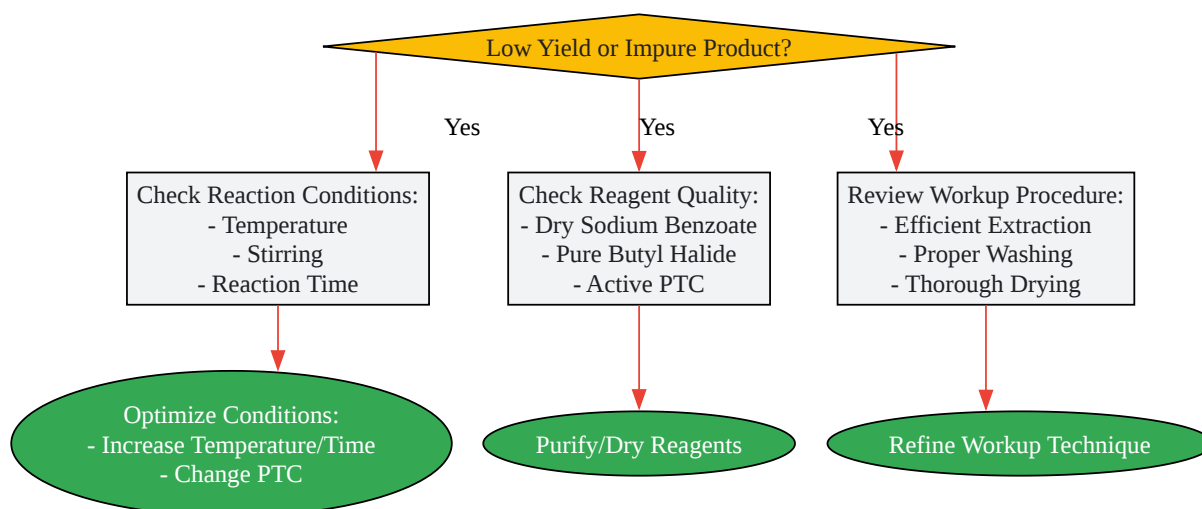 Low Yield or Impure Product?
Yes
Yes
Yes
Check Reaction Conditions:
- Temperature
- Stirring
- Reaction Time
Check Reagent Quality:
- Dry Sodium Benzoate
- Pure Butyl Halide
- Active PTC
Review Workup Procedure:
- Efficient Extraction
- Proper Washing
- Thorough Drying
Optimize Conditions:
- Increase Temperature/Time
- Change PTC
Purify/Dry Reagents
Refine Workup Technique